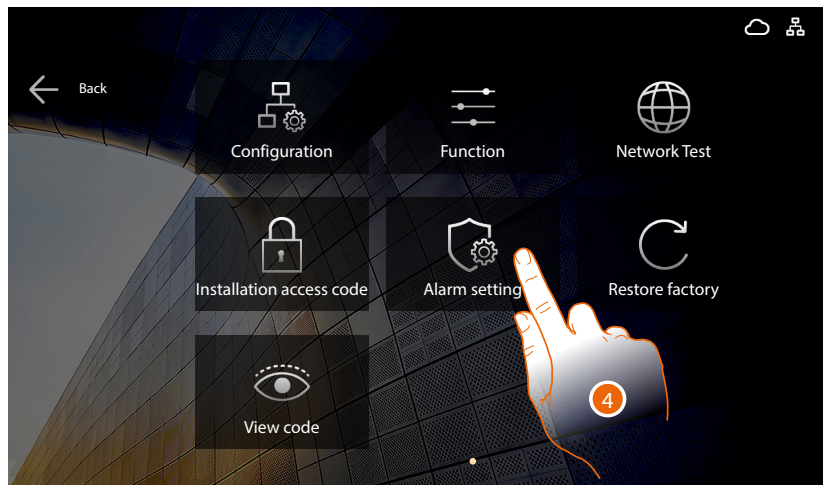 Back
Configuration
Function
Network Test
Installation access code
Alarm setting
Restore factory
4
View code